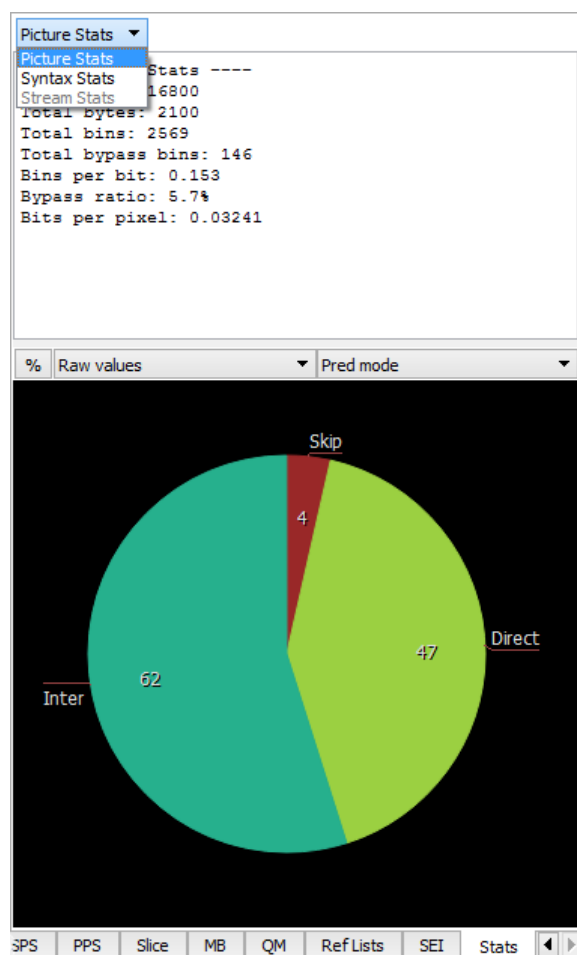 Picture Stats
Picture Stats
Syntax Stats
Stream Stats
Stats ----
16800
Total bytes: 2100
Total bins: 2569
Total bypass bins: 146
Bins per bit: 0.153
Bypass ratio: 5.7%
Bits per pixel: 0.03241
% Raw values Pred mode
Skip
4
Direct
47
62
Inter
SPS PPS Slice MB QM Ref Lists SEI Stats